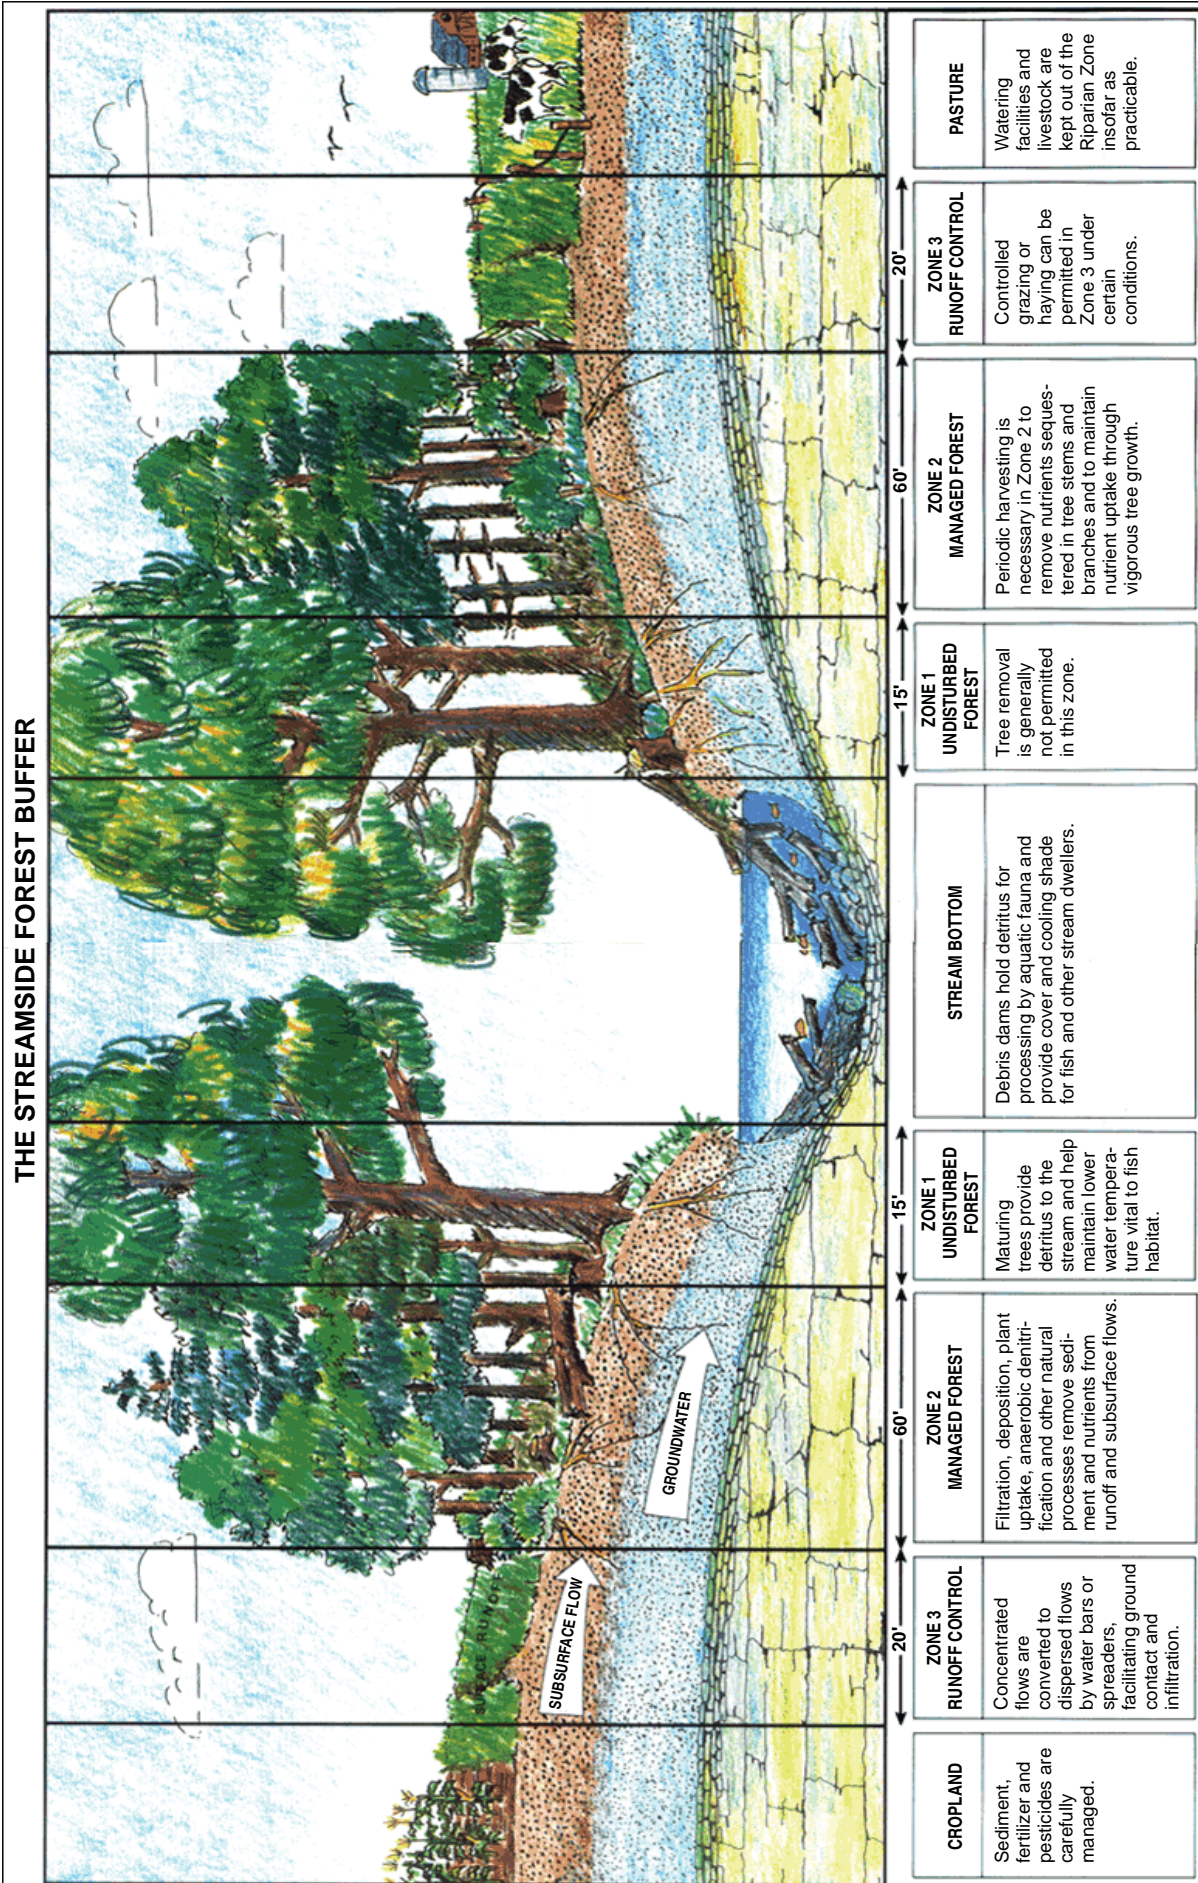 THE STREAMSIDE FOREST BUFFER
SURFACE RUNOFF
SUBSURFACE FLOW
GROUNDWATER
20'
60'
15'
15'
60'
20'
CROPLAND
Sediment,
fertilizer and
pesticides are
carefully
managed.
ZONE 3
RUNOFF CONTROL
Concentrated
flows are
converted to
dispersed flows
by water bars or
spreaders,
facilitating ground
contact and
infiltration.
ZONE 2
MANAGED FOREST
Filtration, deposition, plant
uptake, anaerobic denitri-
fication and other natural
processes remove sedi-
ment and nutrients from
runoff and subsurface flows.
ZONE 1
UNDISTURBED
FOREST
Maturing
trees provide
detritus to the
stream and help
maintain lower
water tempera-
ture vital to fish
habitat.
STREAM BOTTOM
Debris dams hold detritus for
processing by aquatic fauna and
provide cover and cooling shade
for fish and other stream dwellers.
ZONE 1
UNDISTURBED
FOREST
Tree removal
is generally
not permitted
in this zone.
ZONE 2
MANAGED FOREST
Periodic harvesting is
necessary in Zone 2 to
remove nutrients seques-
tered in tree stems and
branches and to maintain
nutrient uptake through
vigorous tree growth.
ZONE 3
RUNOFF CONTROL
Controlled
grazing or
haying can be
permitted in
Zone 3 under
certain
conditions.
PASTURE
Watering
facilities and
livestock are
kept out of the
Riparian Zone
insofar as
practicable.